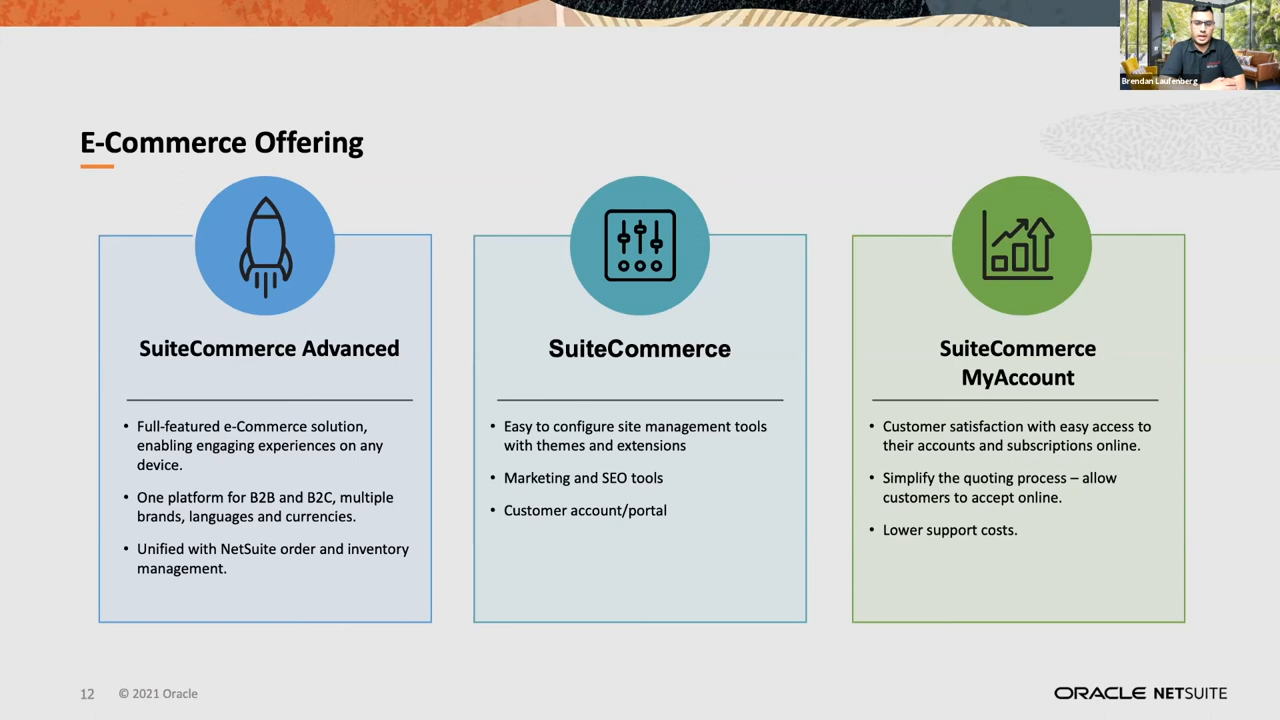 Brendan Laufenberg
E-Commerce Offering
SuiteCommerce Advanced
• Full-featured e-Commerce solution,
enabling engaging experiences on any
device.
• One platform for B2B and B2C, multiple
brands, languages and currencies.
• Unified with NetSuite order and inventory
management.
SuiteCommerce
• Easy to configure site management tools
with themes and extensions
• Marketing and SEO tools
• Customer account/portal
SuiteCommerce
MyAccount
• Customer satisfaction with easy access to
their accounts and subscriptions online.
• Simplify the quoting process – allow
customers to accept online.
• Lower support costs.
12 © 2021 Oracle
ORACLE NETSUITE